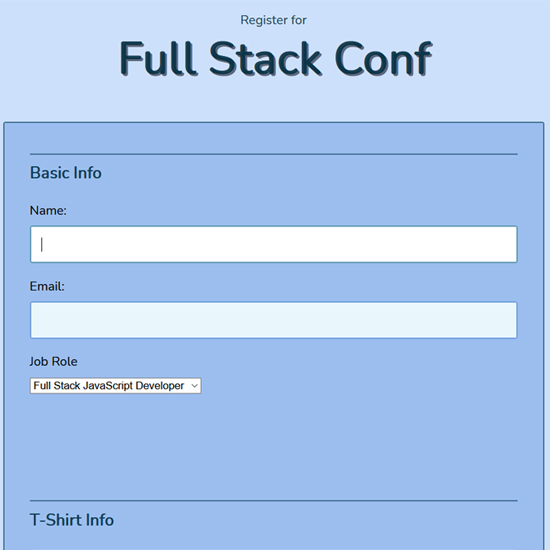 Register for
Full Stack Conf
Basic Info
Name:
Email:
Job Role
Full Stack JavaScript Developer
T-Shirt Info